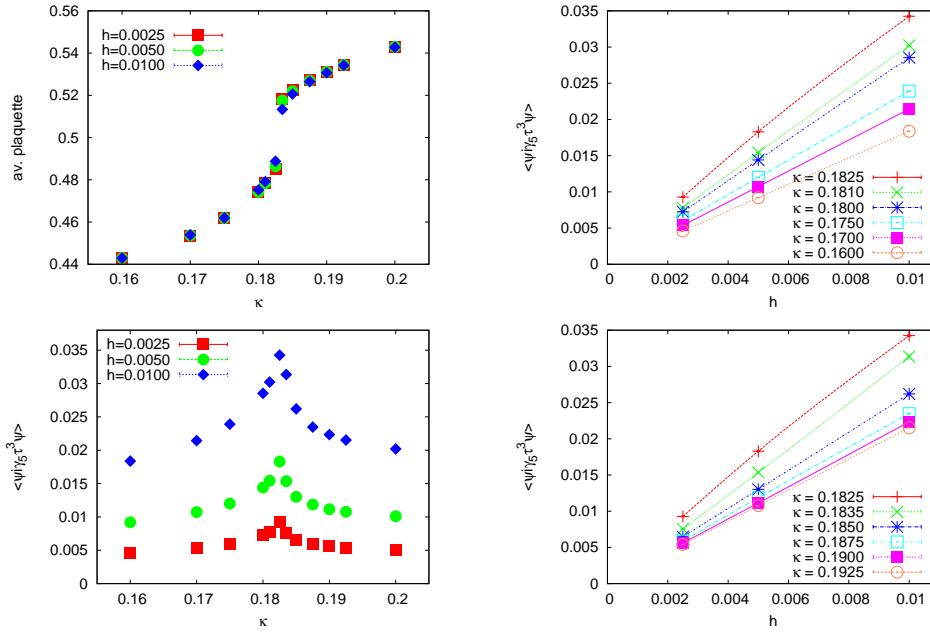 0.56
0.54
0.52
0.5
0.48
0.46
0.44
av. plaquette
h=0.0025
h=0.0050
h=0.0100
0.16 0.17 0.18 0.19 0.2
κ
0.035
0.03
0.025
0.02
0.015
0.01
0.005
0
<ψiγ5τ³ψ>
κ = 0.1825
κ = 0.1810
κ = 0.1800
κ = 0.1750
κ = 0.1700
κ = 0.1600
0 0.002 0.004 0.006 0.008 0.01
h
0.035
0.03
0.025
0.02
0.015
0.01
0.005
0
<ψiγ5τ³ψ>
h=0.0025
h=0.0050
h=0.0100
0.16 0.17 0.18 0.19 0.2
κ
0.035
0.03
0.025
0.02
0.015
0.01
0.005
0
<ψiγ5τ³ψ>
κ = 0.1825
κ = 0.1835
κ = 0.1850
κ = 0.1875
κ = 0.1900
κ = 0.1925
0 0.002 0.004 0.006 0.008 0.01
h